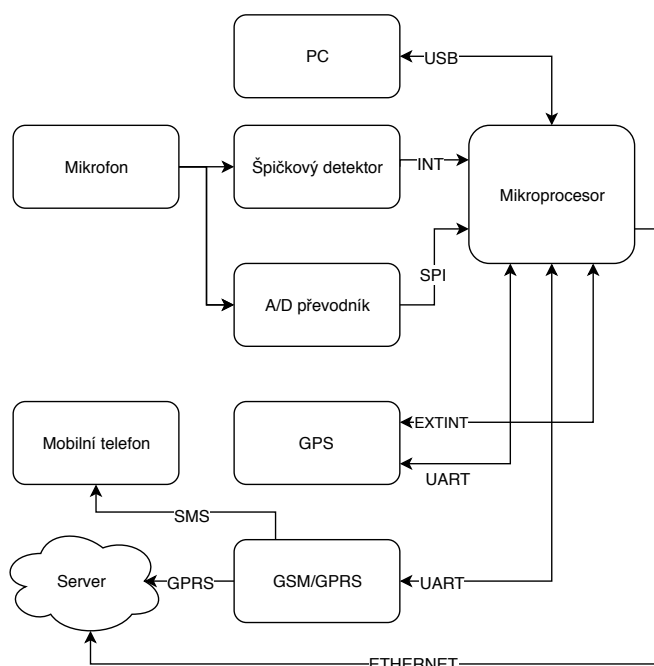 PC
USB
Mikrofon
Špičkový detektor
INT
Mikroprocesor
SPI
A/D převodník
EXTINT
Mobilní telefon
GPS
UART
SMS
Server
GPRS
GSM/GPRS
UART
ETHERNET